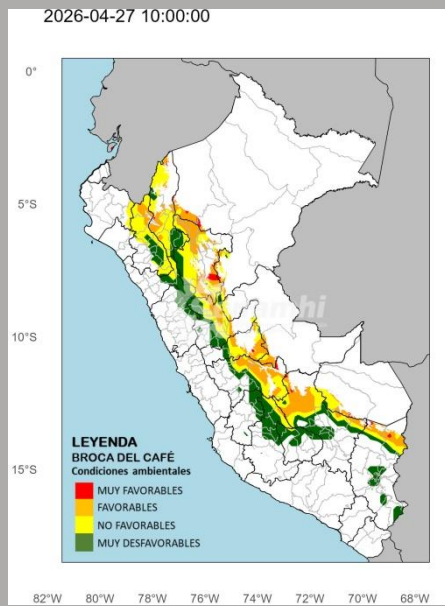 2026-04-27 10:00:00
0°
5°S
10°S
15°S
senamhi
LEYENDA
BROCA DEL CAFÉ
Condiciones ambientales
MUY FAVORABLES
FAVORABLES
NO FAVORABLES
MUY DESFAVORABLES
82°W 80°W 78°W 76°W 74°W 72°W 70°W 68°W